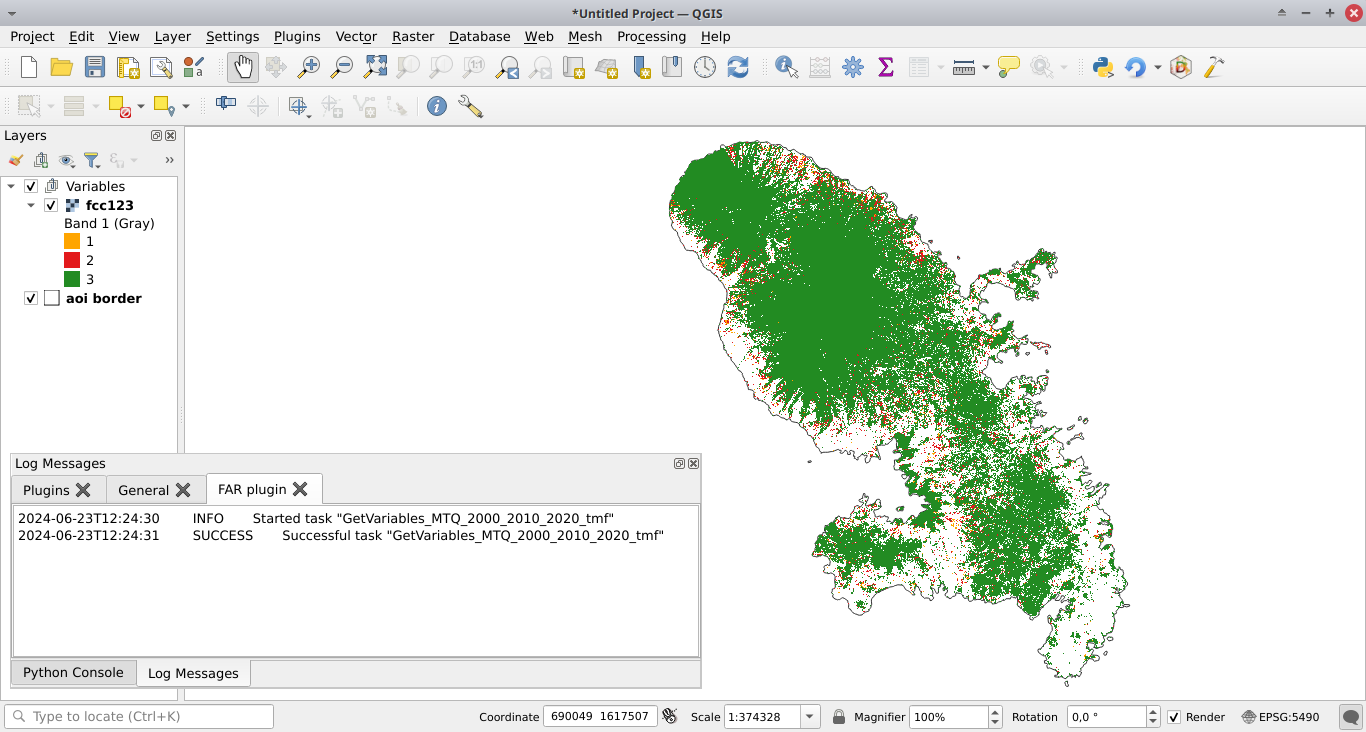 *Untitled Project — QGIS
Project Edit View Layer Settings Plugins Vector Raster Database Web Mesh Processing Help
1:1
Layers
»
Variables
fcc123
Band 1 (Gray)
1
2
3
aoi border
Log Messages
Plugins General FAR plugin
2024-06-23T12:24:30 INFO Started task "GetVariables_MTQ_2000_2010_2020_tmf"
2024-06-23T12:24:31 SUCCESS Successful task "GetVariables_MTQ_2000_2010_2020_tmf"
Python Console Log Messages
Type to locate (Ctrl+K) Coordinate 690049 1617507 Scale 1:374328 Magnifier 100% Rotation 0,0 ° Render EPSG:5490